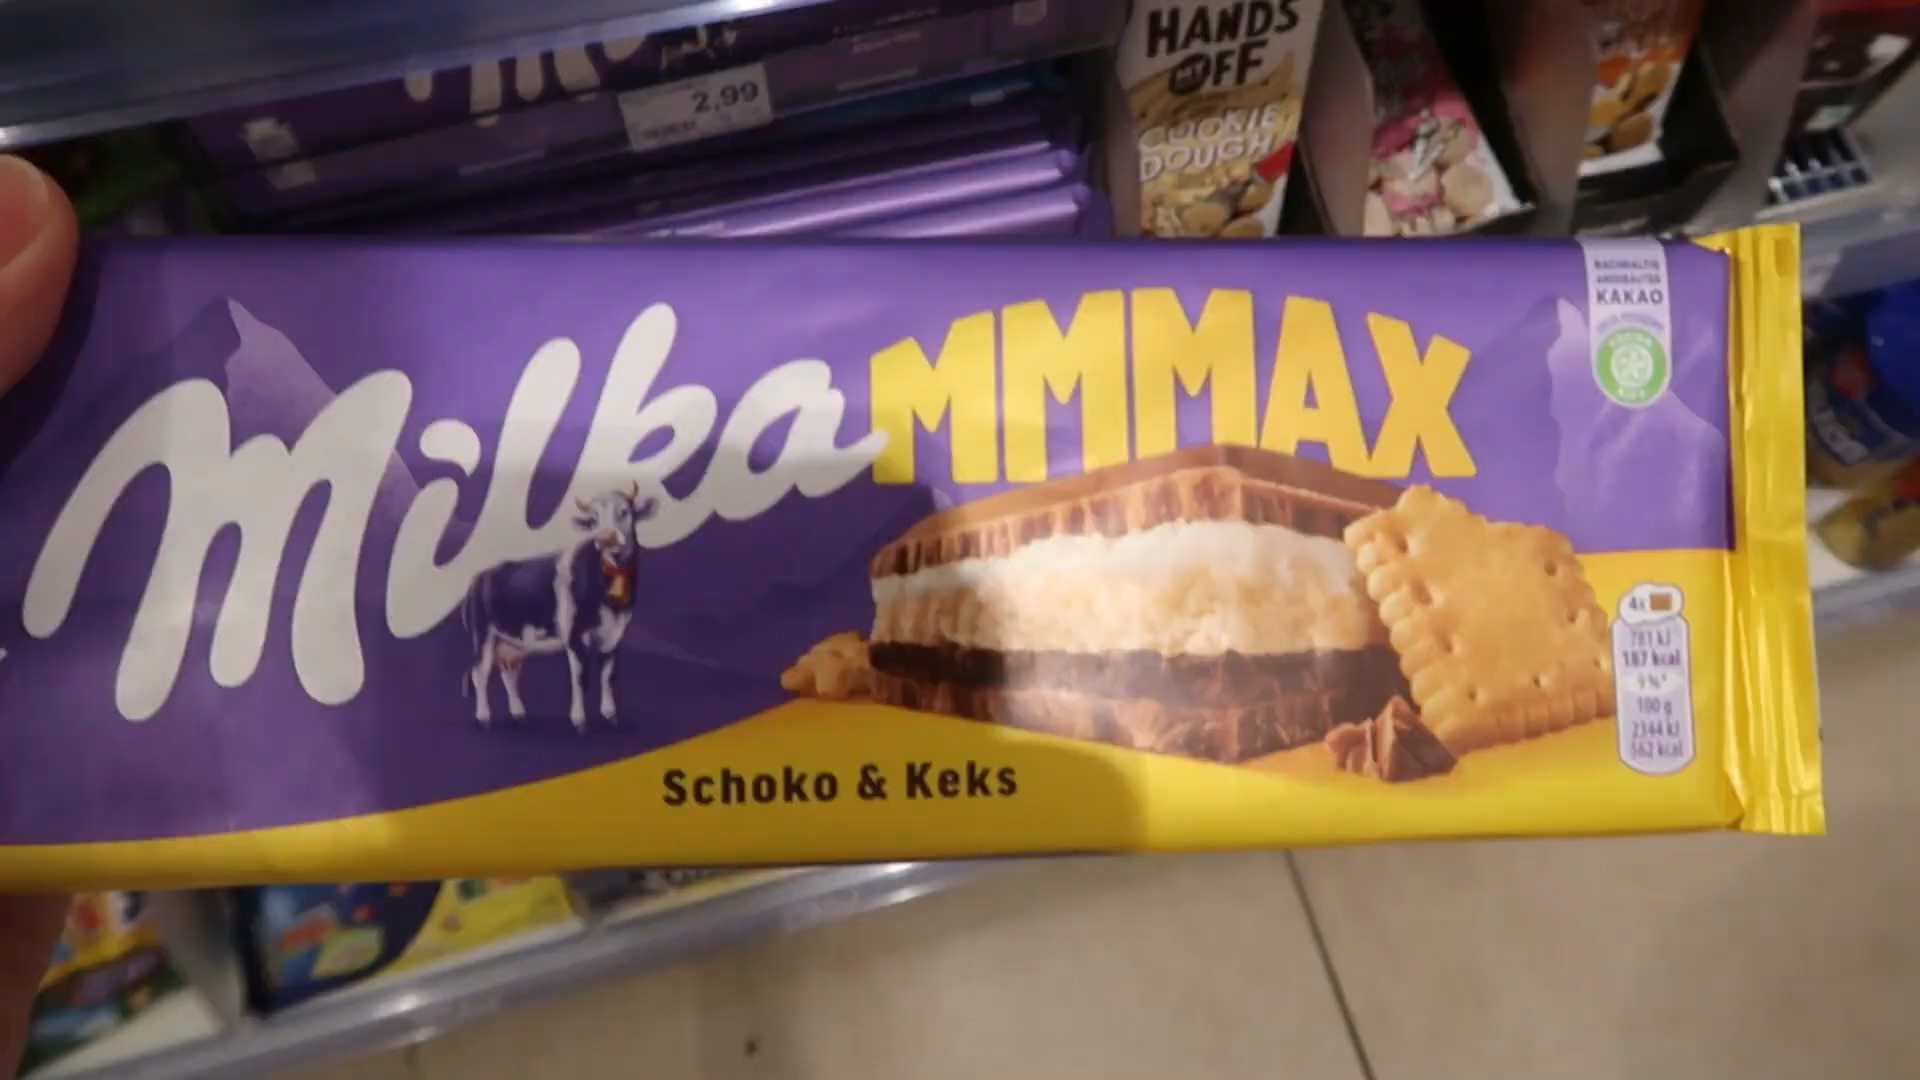 HANDS
OFF
MY
2,99
COOKIE
DOUGH
Milka MMMAX
NACHHALTIG
ANGEBAUTER
KAKAO
4x
781 kJ
187 kcal
9%*
100 g
2344 kJ
562 kcal
Schoko & Keks